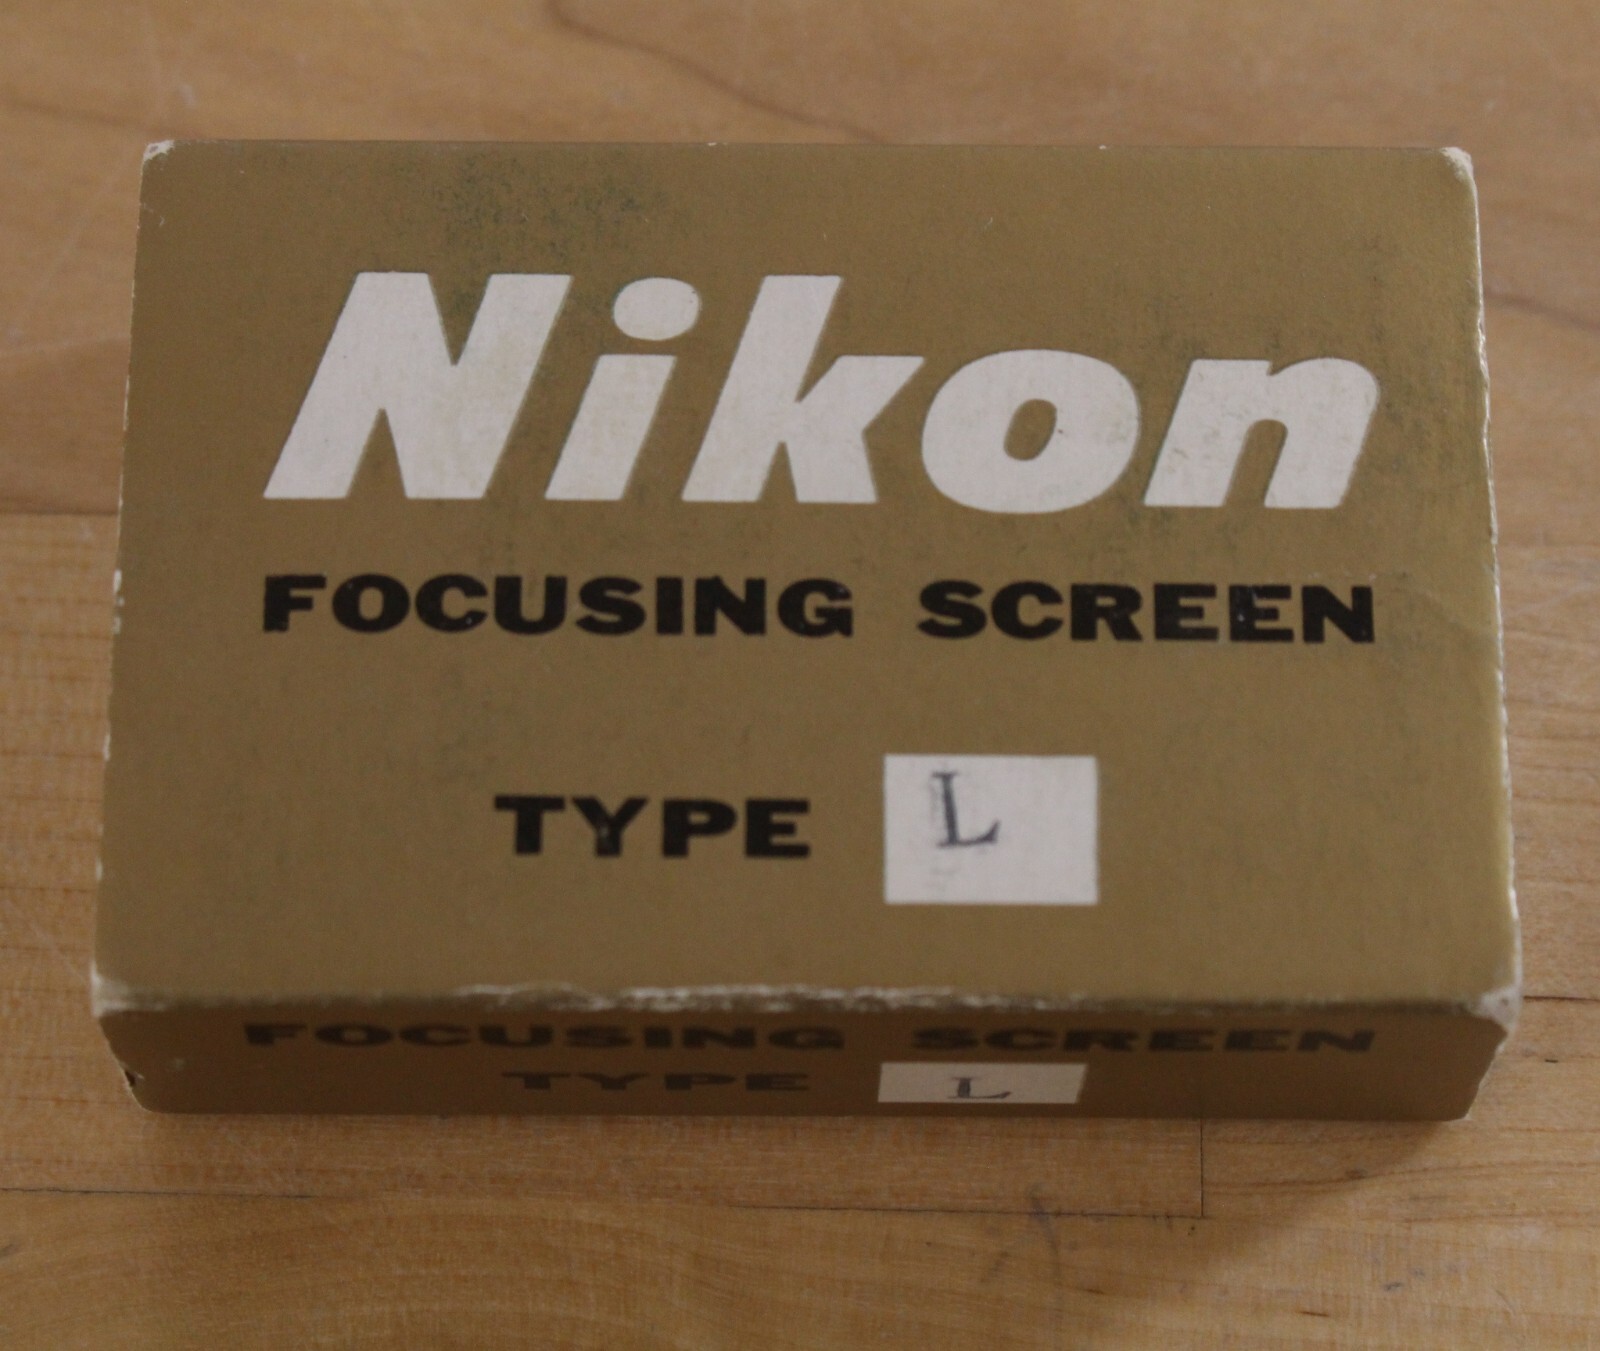 Nikon
FOCUSING SCREEN
TYPE L
FOCUSING SCREEN
TYPE L